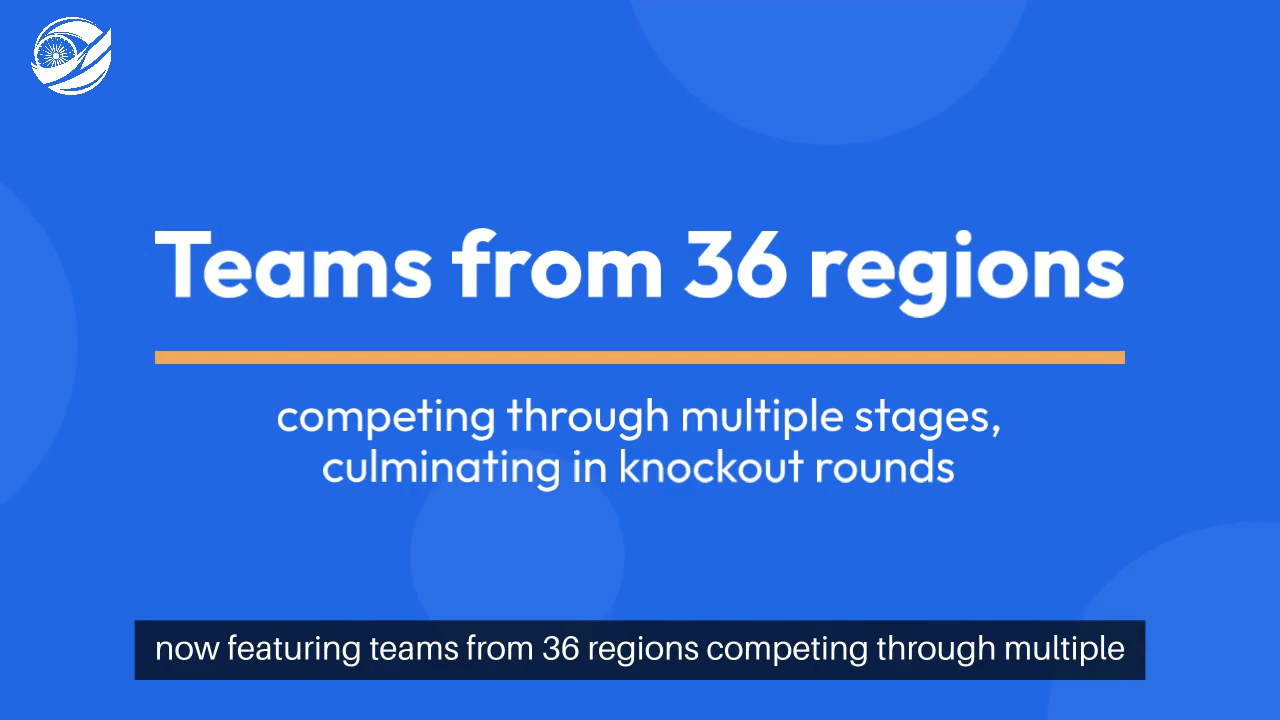 Teams from 36 regions
competing through multiple stages,
culminating in knockout rounds
now featuring teams from 36 regions competing through multiple